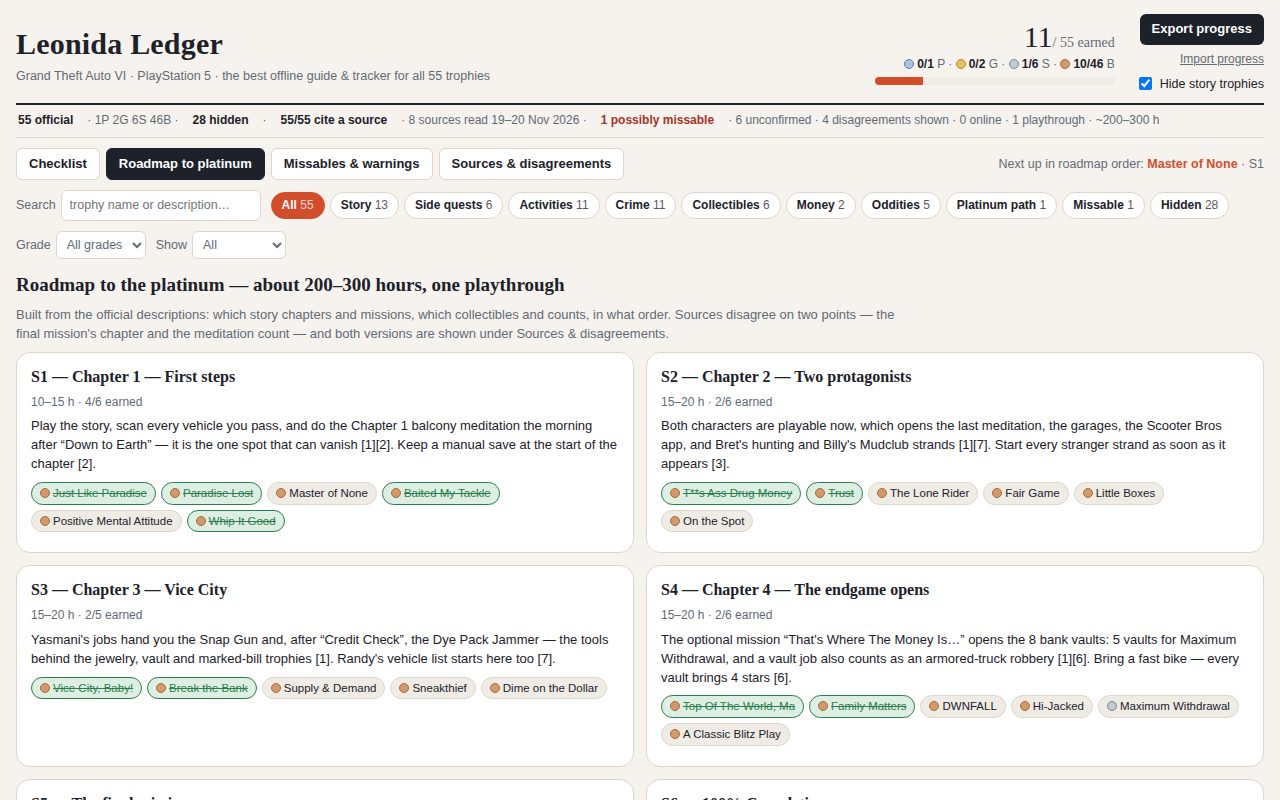 Leonida Ledger
Grand Theft Auto VI · PlayStation 5 · the best offline guide & tracker for all 55 trophies
11/ 55 earned
0/1 P · 0/2 G · 1/6 S · 10/46 B
Export progress
Import progress
Hide story trophies
55 official · 1P 2G 6S 46B · 28 hidden · 55/55 cite a source · 8 sources read 19–20 Nov 2026 · 1 possibly missable · 6 unconfirmed · 4 disagreements shown · 0 online · 1 playthrough · ~200–300 h
Checklist Roadmap to platinum Missables & warnings Sources & disagreements Next up in roadmap order: Master of None · S1
Search trophy name or description… All 55 Story 13 Side quests 6 Activities 11 Crime 11 Collectibles 6 Money 2 Oddities 5 Platinum path 1 Missable 1 Hidden 28
Grade All grades Show All
Roadmap to the platinum — about 200–300 hours, one playthrough
Built from the official descriptions: which story chapters and missions, which collectibles and counts, in what order. Sources disagree on two points — the
final mission's chapter and the meditation count — and both versions are shown under Sources & disagreements.
S1 — Chapter 1 — First steps
10–15 h · 4/6 earned
Play the story, scan every vehicle you pass, and do the Chapter 1 balcony meditation the morning
after “Down to Earth” — it is the one spot that can vanish [1][2]. Keep a manual save at the start of the
chapter [2].
Just Like Paradise Paradise Lost Master of None Baited My Tackle
Positive Mental Attitude Whip It Good
S2 — Chapter 2 — Two protagonists
15–20 h · 2/6 earned
Both characters are playable now, which opens the last meditation, the garages, the Scooter Bros
app, and Bret's hunting and Billy's Mudclub strands [1][7]. Start every stranger strand as soon as it
appears [3].
T**s Ass Drug Money Trust The Lone Rider Fair Game Little Boxes
On the Spot
S3 — Chapter 3 — Vice City
15–20 h · 2/5 earned
Yasmani's jobs hand you the Snap Gun and, after “Credit Check”, the Dye Pack Jammer — the tools
behind the jewelry, vault and marked-bill trophies [1]. Randy's vehicle list starts here too [7].
Vice City, Baby! Break the Bank Supply & Demand Sneakthief Dime on the Dollar
S4 — Chapter 4 — The endgame opens
15–20 h · 2/6 earned
The optional mission “That's Where The Money Is…” opens the 8 bank vaults: 5 vaults for Maximum
Withdrawal, and a vault job also counts as an armored-truck robbery [1][6]. Bring a fast bike — every
vault brings 4 stars [6].
Top Of The World, Ma Family Matters DWNFALL Hi-Jacked Maximum Withdrawal
A Classic Blitz Play